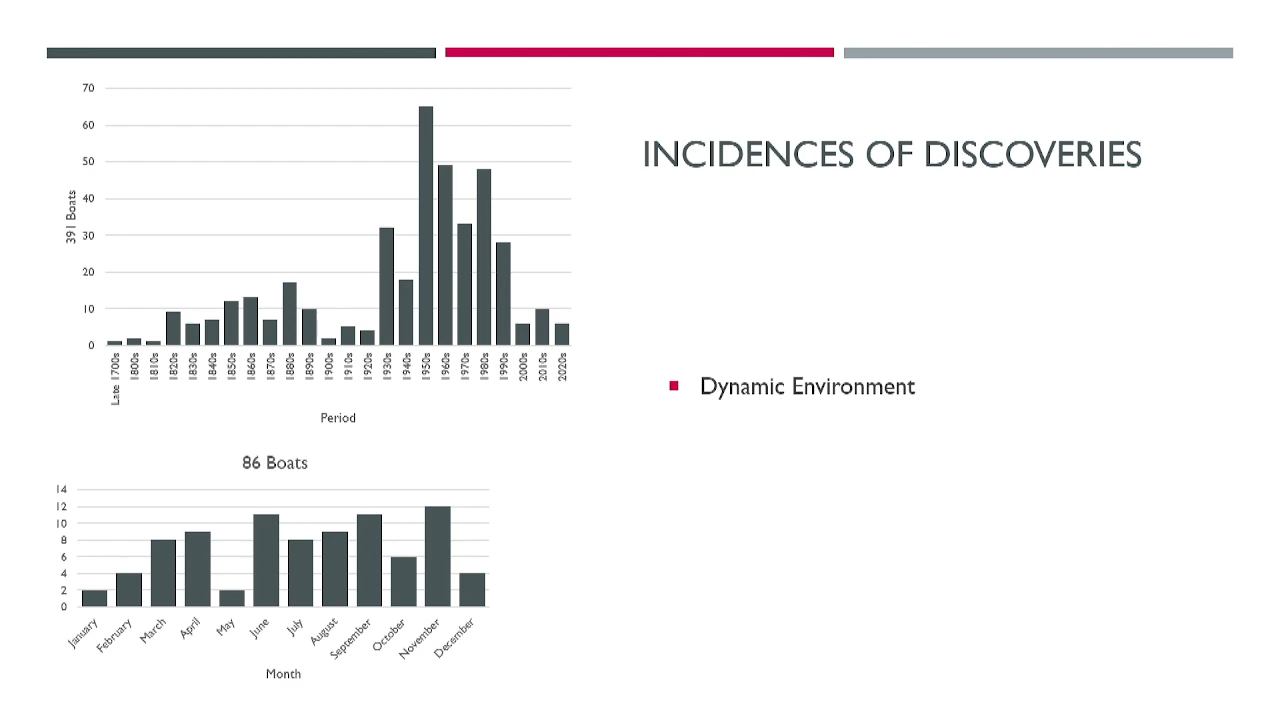 INCIDENCES OF DISCOVERIES
70
60
50
40
30
20
10
0
391 Boats
Late 1700s
1800s
1810s
1820s
1830s
1840s
1850s
1860s
1870s
1880s
1890s
1900s
1910s
1920s
1930s
1940s
1950s
1960s
1970s
1980s
1990s
2000s
2010s
2020s
Period
86 Boats
14
12
10
8
6
4
2
0
January
February
March
April
May
June
July
August
September
October
November
December
Month
Dynamic Environment